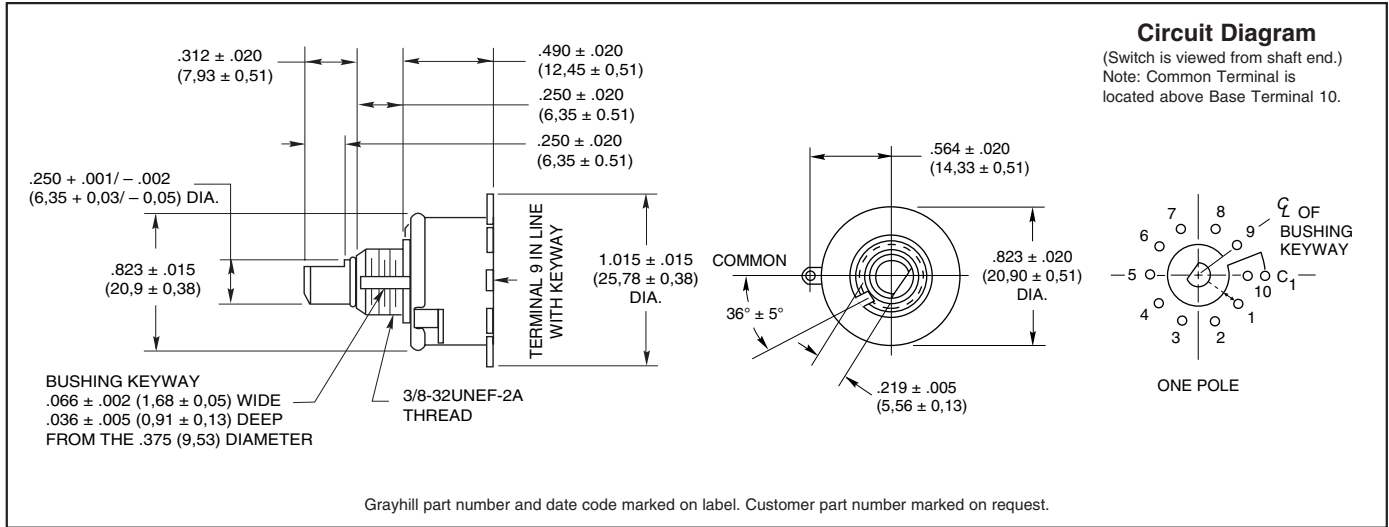 Circuit Diagram
(Switch is viewed from shaft end.)
Note: Common Terminal is
located above Base Terminal 10.
.312 ± .020
(7,93 ± 0,51)
.490 ± .020
(12,45 ± 0,51)
.250 ± .020
(6,35 ± 0.51)
.250 ± .020
(6,35 ± 0.51)
.250 + .001/ – .002
(6,35 + 0,03/ – 0,05) DIA.
.823 ± .015
(20,9 ± 0,38)
TERMINAL 9 IN LINE
WITH KEYWAY
1.015 ± .015
(25,78 ± 0,38)
DIA.
BUSHING KEYWAY
.066 ± .002 (1,68 ± 0,05) WIDE
.036 ± .005 (0,91 ± 0,13) DEEP
FROM THE .375 (9,53) DIAMETER
3/8-32UNEF-2A
THREAD
.564 ± .020
(14,33 ± 0,51)
COMMON
36° ± 5°
.823 ± .020
(20,90 ± 0,51)
DIA.
.219 ± .005
(5,56 ± 0,13)
7
8
6
9
5
10
C1
4
1
3
2
℄ OF
BUSHING
KEYWAY
ONE POLE
Grayhill part number and date code marked on label. Customer part number marked on request.